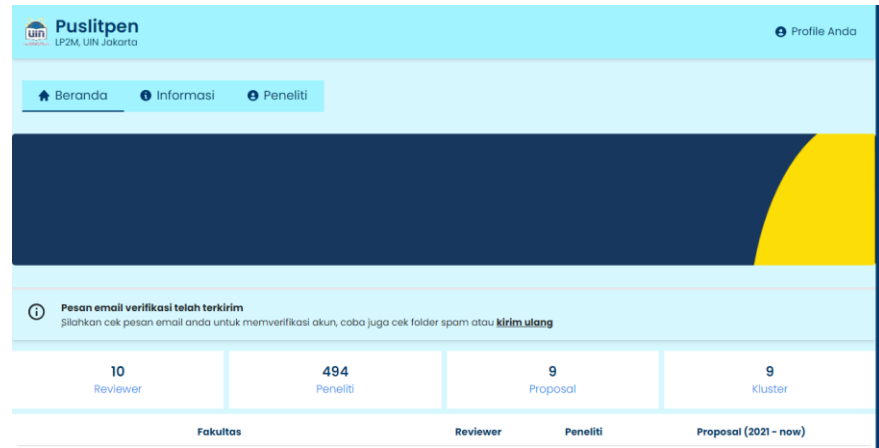 uin
Puslitpen
LP2M, UIN Jakarta
Profile Anda
Beranda
Informasi
Peneliti
Pesan email verifikasi telah terkirim
Silahkan cek pesan email anda untuk memverifikasi akun, coba juga cek folder spam atau kirim ulang
10
Reviewer
494
Peneliti
9
Proposal
9
Kluster
Fakultas Reviewer Peneliti Proposal (2021 - now)